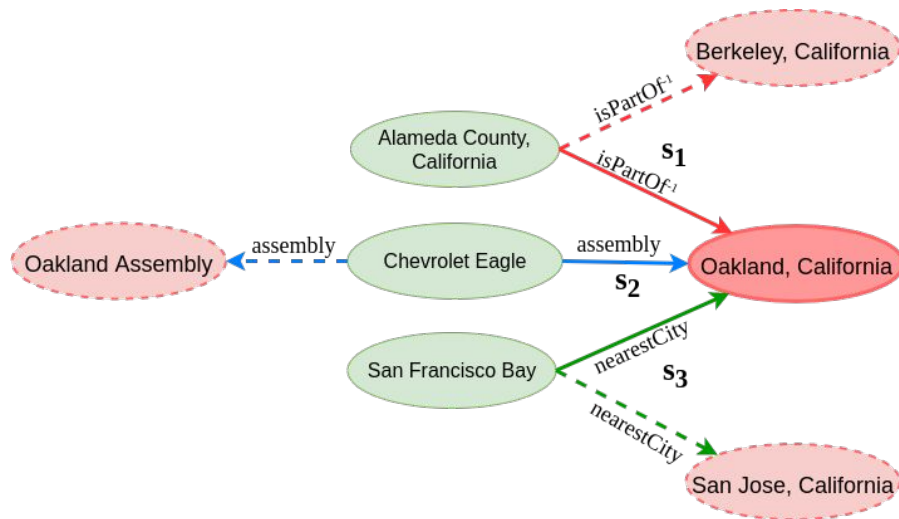 Berkeley, California
isPartOf-1
Alameda County,
California
s1
isPartOf-1
Oakland Assembly
assembly
Chevrolet Eagle
assembly
s2
Oakland, California
San Francisco Bay
nearestCity
s3
nearestCity
San Jose, California